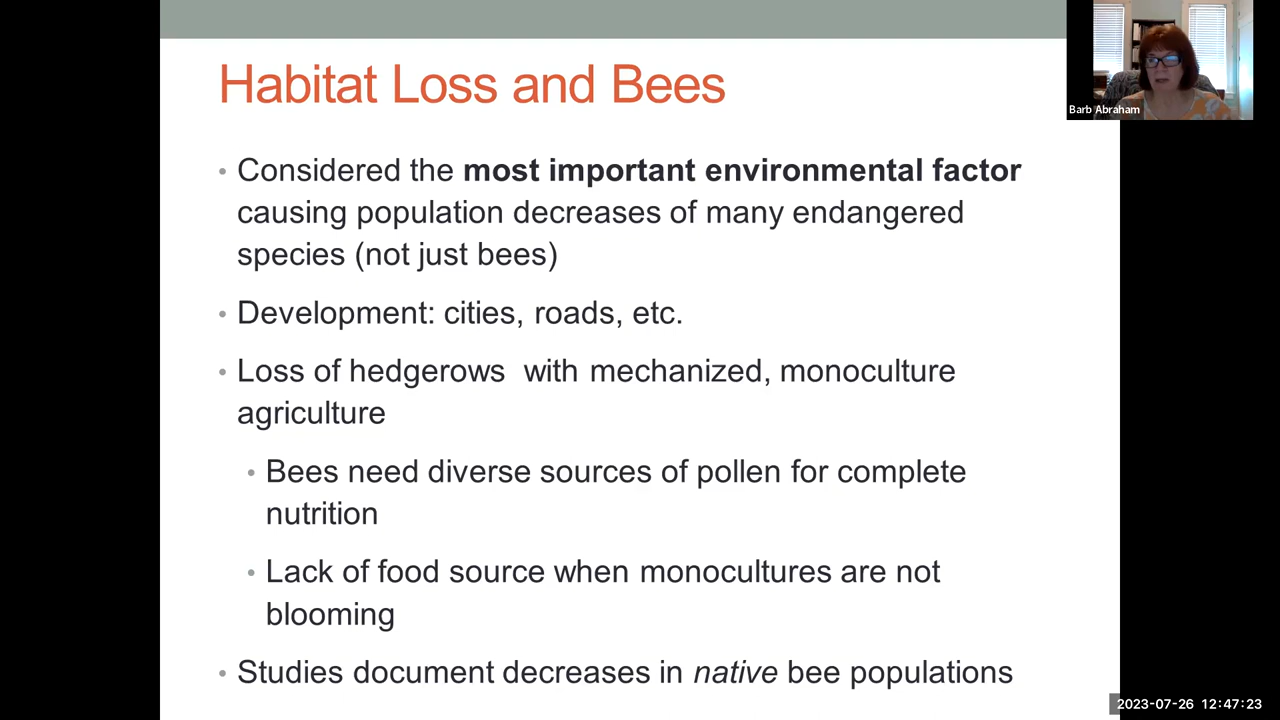 Habitat Loss and Bees
Barb Abraham
• Considered the most important environmental factor
causing population decreases of many endangered
species (not just bees)
• Development: cities, roads, etc.
• Loss of hedgerows  with mechanized, monoculture
agriculture
• Bees need diverse sources of pollen for complete
nutrition
• Lack of food source when monocultures are not
blooming
• Studies document decreases in native bee populations
2023-07-26 12:47:23